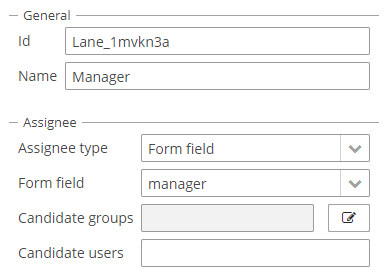 General
Id Lane_1mvkn3a
Name Manager
Assignee
Assignee type Form field
Form field manager
Candidate groups
Candidate users